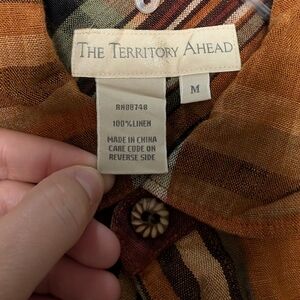 THE TERRITORY AHEAD
M
RN88748
100%LINEN
MADE IN CHINA
CARE CODE ON
REVERSE SIDE